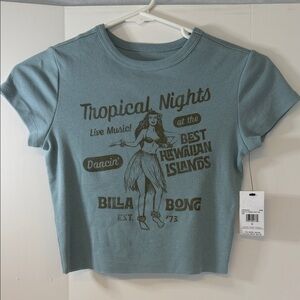 Tropical Nights
Live Music!
at the
Dancin'
BEST
HAWAIIAN
ISLANDS
BILLA BONG
EST. '73